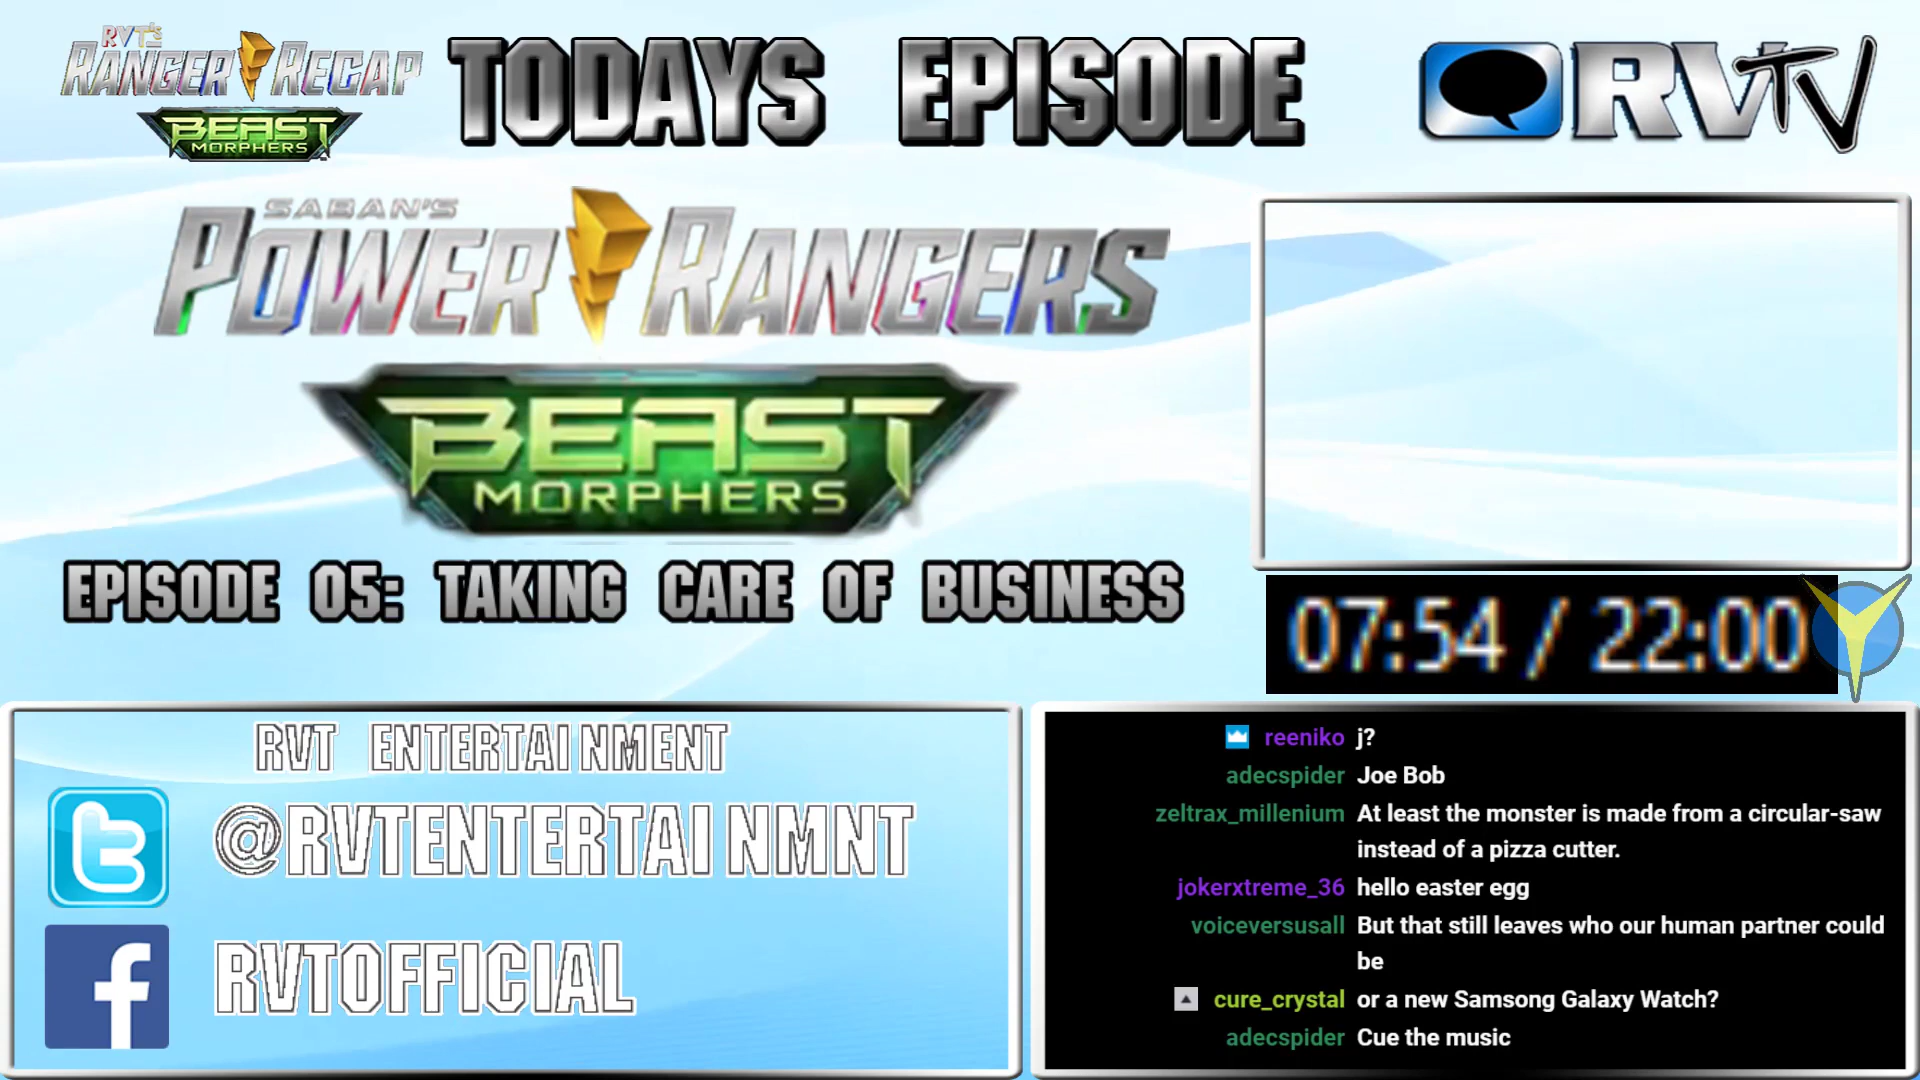 RVT'S
RANGER RECAP
BEAST
MORPHERS
TODAYS EPISODE
RVTV
SABAN'S
POWER RANGERS
BEAST
MORPHERS
EPISODE 05: TAKING CARE OF BUSINESS
07:54 / 22:00
RVT ENTERTAINMENT
@RVTENTERTAINMNT
RVTOFFICIAL
reeniko j?
adecspider Joe Bob
zeltrax_millenium At least the monster is made from a circular-saw
instead of a pizza cutter.
jokerxtreme_36 hello easter egg
voiceversusall But that still leaves who our human partner could
be
cure_crystal or a new Samsong Galaxy Watch?
adecspider Cue the music